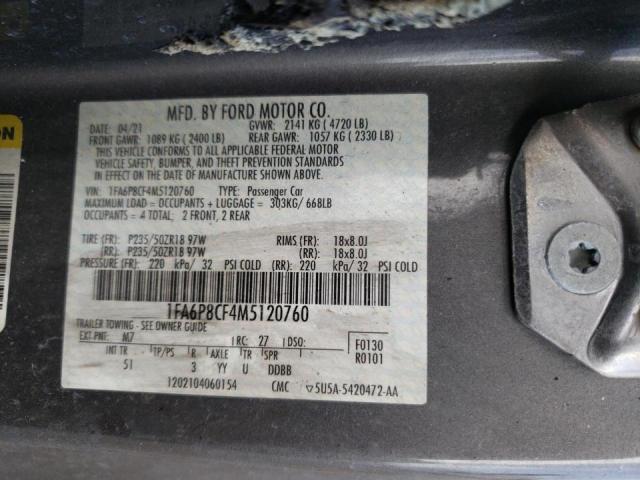 MFD. BY FORD MOTOR CO.
DATE: 04/21 GVWR: 2141 KG ( 4720 LB)
FRONT GAWR: 1089 KG ( 2400 LB) REAR GAWR: 1057 KG ( 2330 LB)
THIS VEHICLE CONFORMS TO ALL APPLICABLE FEDERAL MOTOR
VEHICLE SAFETY, BUMPER, AND THEFT PREVENTION STANDARDS
IN EFFECT ON THE DATE OF MANUFACTURE SHOWN ABOVE.
VIN: 1FA6P8CF4M5120760 TYPE: Passenger Car
MAXIMUM LOAD = OCCUPANTS + LUGGAGE = 303KG/ 668LB
OCCUPANTS = 4 TOTAL; 2 FRONT, 2 REAR
TIRE (FR): P235/50ZR18 97W RIMS (FR): 18x8.0J
(RR): P235/50ZR18 97W (RR): 18x8.0J
PRESSURE (FR): 220 kPa/ 32 PSI COLD (RR): 220 kPa/ 32 PSI COLD
1FA6P8CF4M5120760
TRAILER TOWING - SEE OWNER GUIDE
EXT PNT: M7 RC: 27 DSO: F0130
R0101
INT TR TP/PS R AXLE TR SPR
51 3 YY U DDBB
1202104060154 CMC 5U5A-5420472-AA